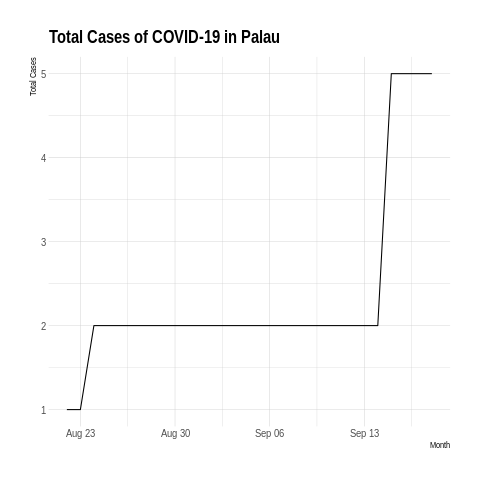 Total Cases of COVID-19 in Palau
Total Cases
5
4
3
2
1
Aug 23 Aug 30 Sep 06 Sep 13
Month